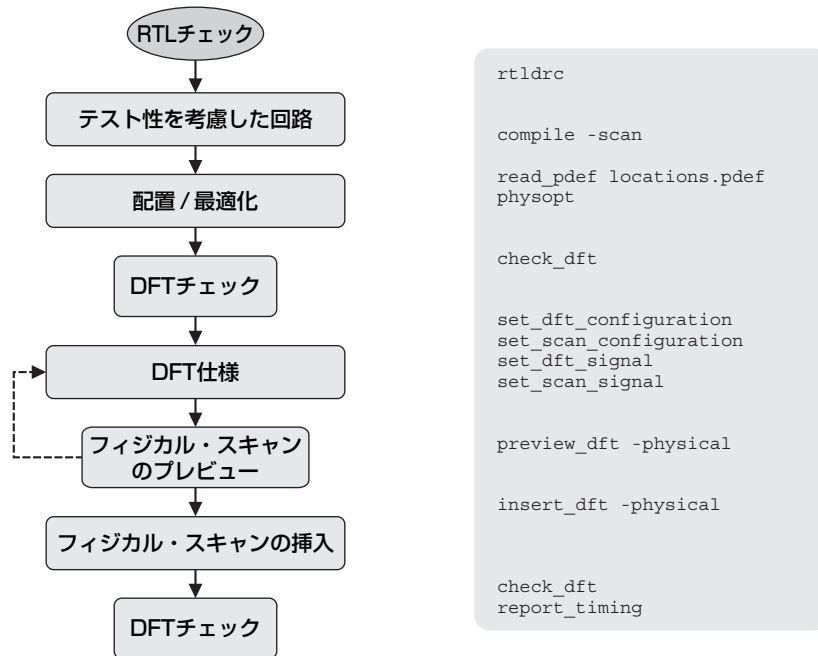 RTLチェック
テスト性を考慮した回路
配置 / 最適化
DFTチェック
DFT仕様
フィジカル・スキャン
のプレビュー
フィジカル・スキャンの挿入
DFTチェック
rtldrc
compile -scan
read_pdef locations.pdef
physopt
check_dft
set_dft_configuration
set_scan_configuration
set_dft_signal
set_scan_signal
preview_dft -physical
insert_dft -physical
check_dft
report_timing